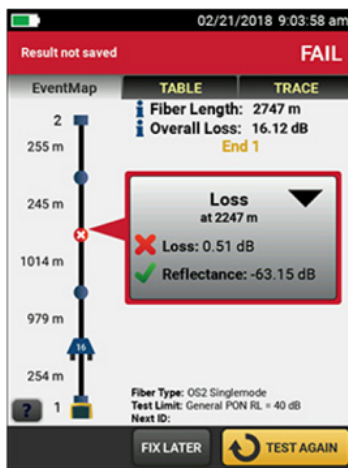 02/21/2018 9:03:58 am
Result not saved
FAIL
EventMap
TABLE
TRACE
Fiber Length: 2747 m
Overall Loss: 16.12 dB
End 1
2
255 m
245 m
1014 m
979 m
16
254 m
1
Loss
at 2247 m
Loss: 0.51 dB
Reflectance: -63.15 dB
Fiber Type: OS2 Singlemode
Test Limit: General PON RL = 40 dB
Next ID:
?
FIX LATER
TEST AGAIN